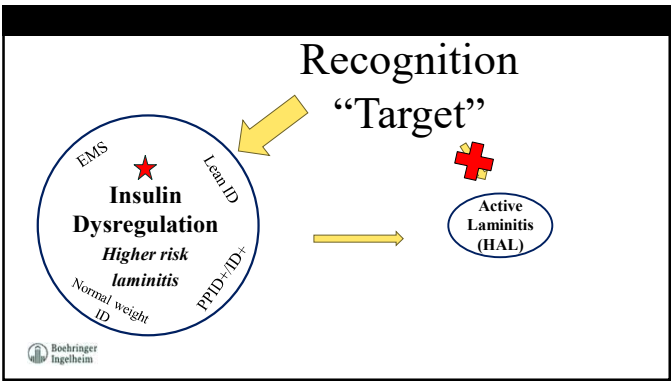 Recognition
“Target”
EMS
Lean ID
Insulin
Dysregulation
Higher risk
laminitis
Normal weight
ID
PPID+/ID+
Active
Laminitis
(HAL)
Boehringer
Ingelheim